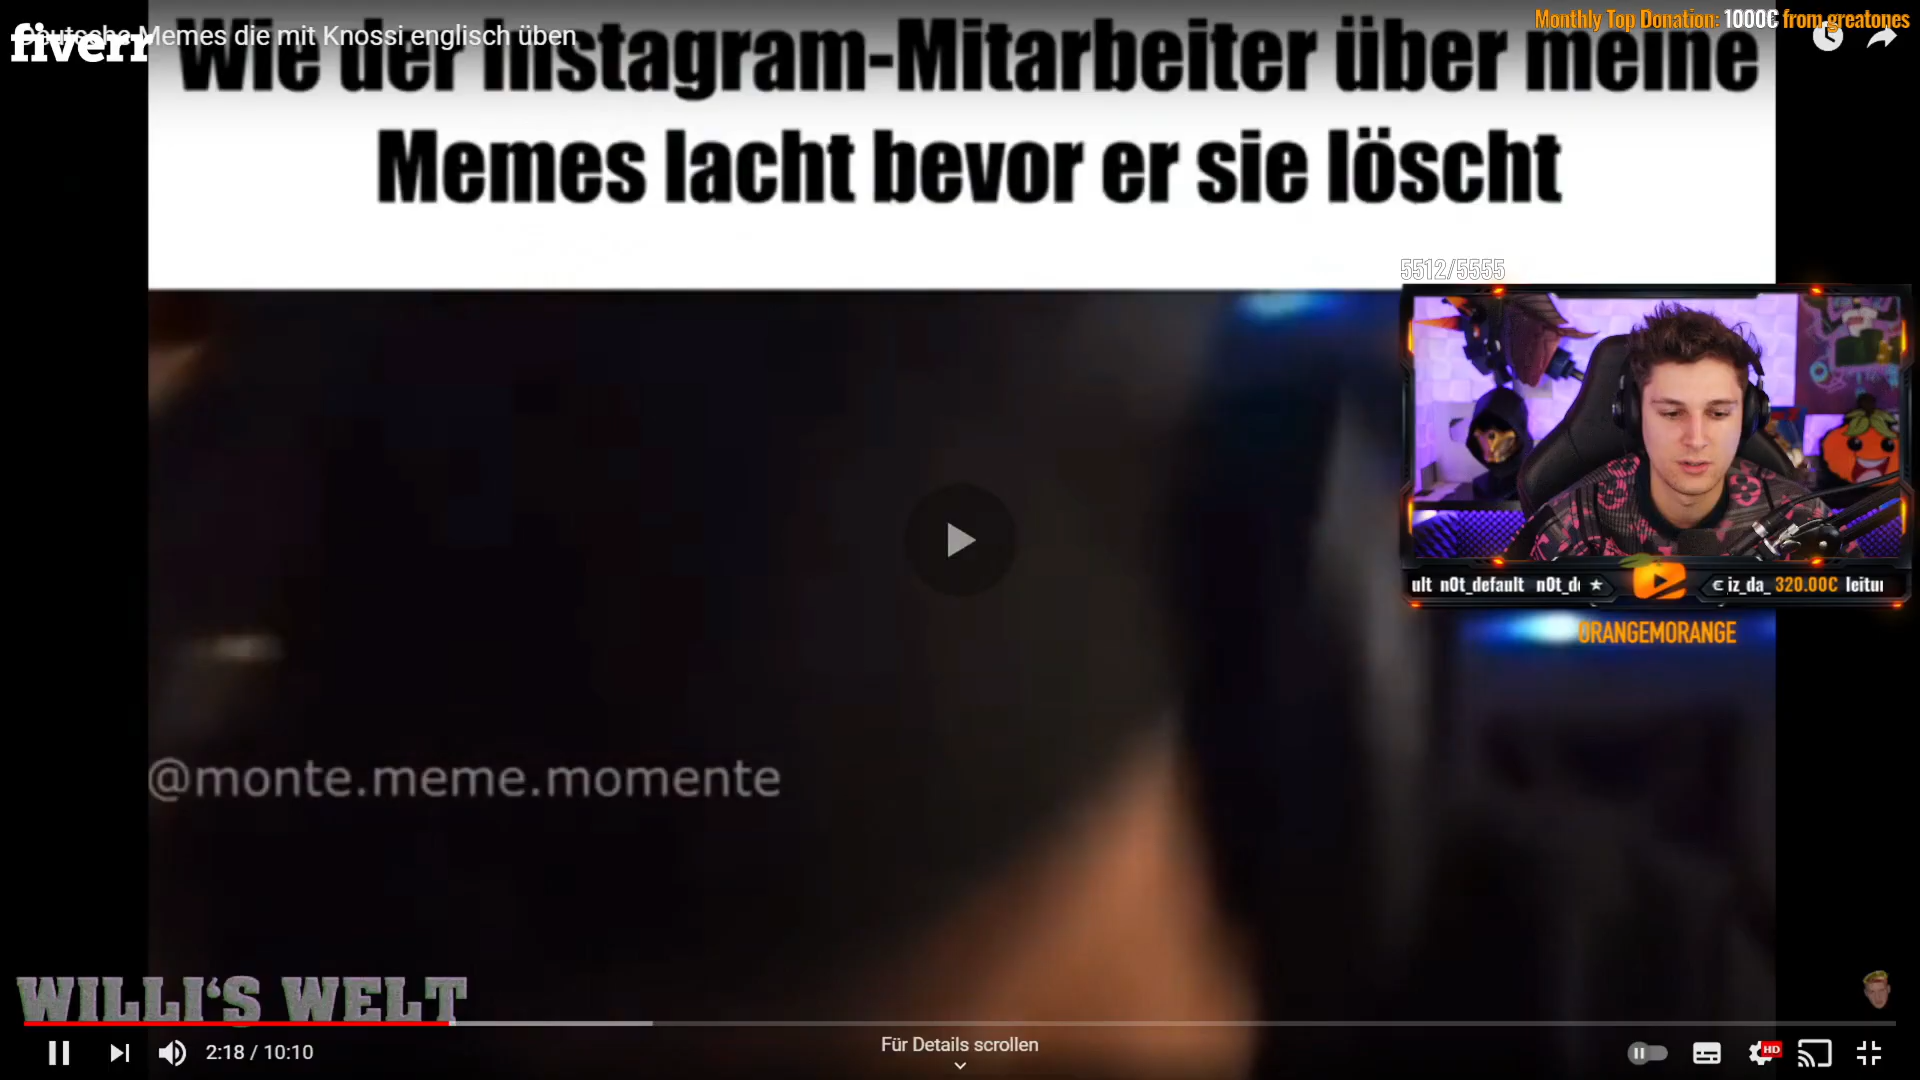 Monthly Top Donation: 1000€ from greatones
Deutsche Memes die mit Knossi englisch üben
fiverr
Wie der Instagram-Mitarbeiter über meine
Memes lacht bevor er sie löscht
5512/5555
ult n0t_default n0t_d
iz_da_ 320.00€ leitu
ORANGEMORANGE
@monte.meme.momente
WILLI'S WELT
2:18 / 10:10
Für Details scrollen
HD